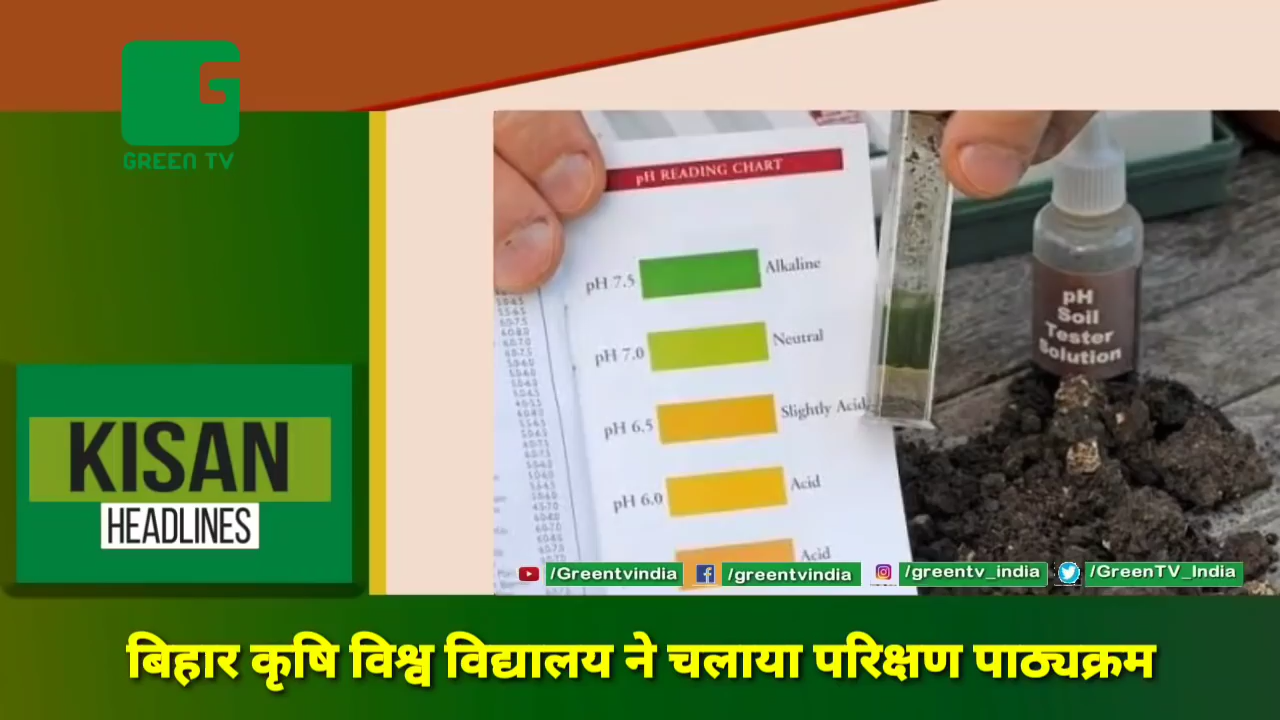 GREEN TV
KISAN
HEADLINES
pH READING CHART
pH 7.5 Alkaline
pH 7.0 Neutral
pH 6.5 Slightly Acid
pH 6.0 Acid
Acid
pH
Soil
Tester
Solution
/Greentvindia
/greentvindia
/greentv_india
/GreenTV_India
बिहार कृषि विश्व विद्यालय ने चलाया परिक्षण पाठ्यक्रम